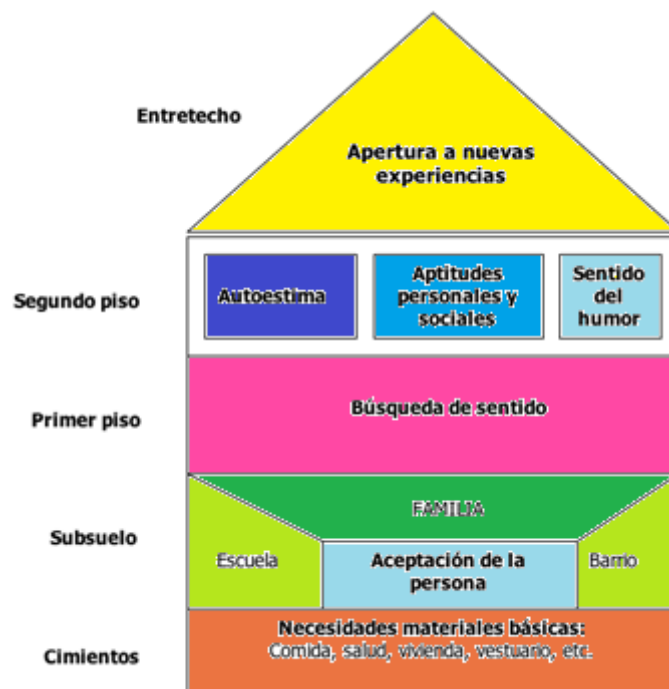 Entretecho
Apertura a nuevas
experiencias
Segundo piso
Autoestima
Aptitudes
personales y
sociales
Sentido
del
humor
Primer piso
Búsqueda de sentido
Subsuelo
FAMILIA
Escuela
Aceptación de la
persona
Barrio
Cimientos
Necesidades materiales básicas:
Comida, salud, vivienda, vestuario, etc.